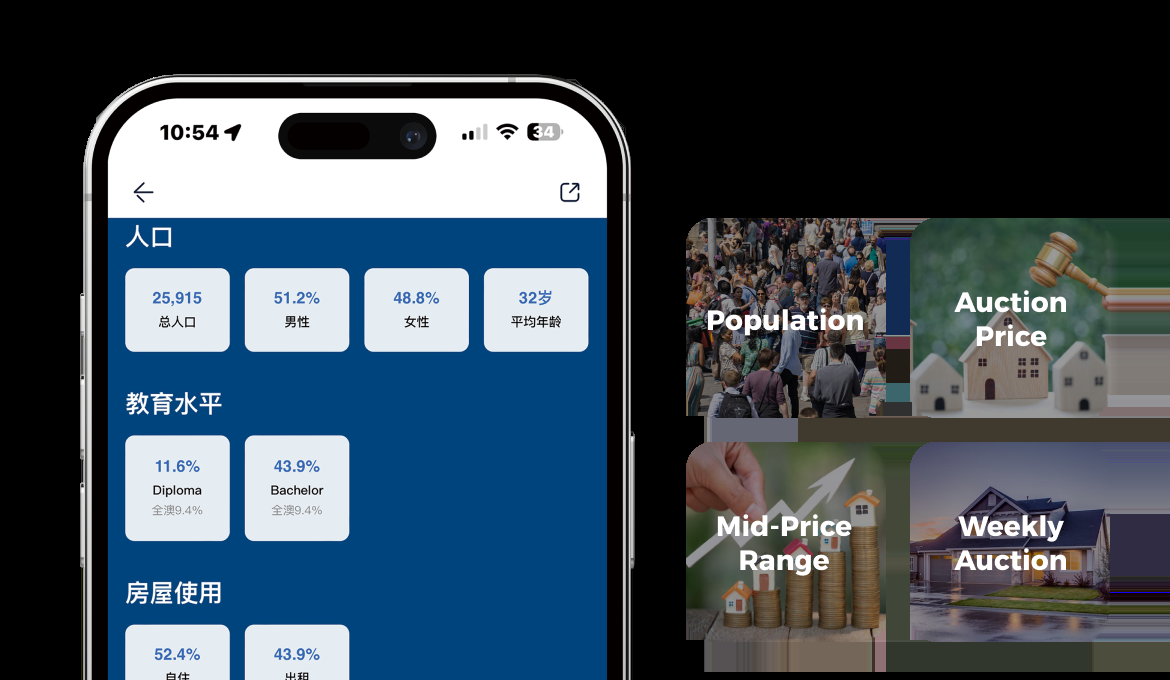 10:54
34
人口
25,915
总人口
51.2%
男性
48.8%
女性
32岁
平均年龄
教育水平
11.6%
Diploma
全澳9.4%
43.9%
Bachelor
全澳9.4%
房屋使用
52.4%
自住
43.9%
出租
Population
Auction
Price
Mid-Price
Range
Weekly
Auction